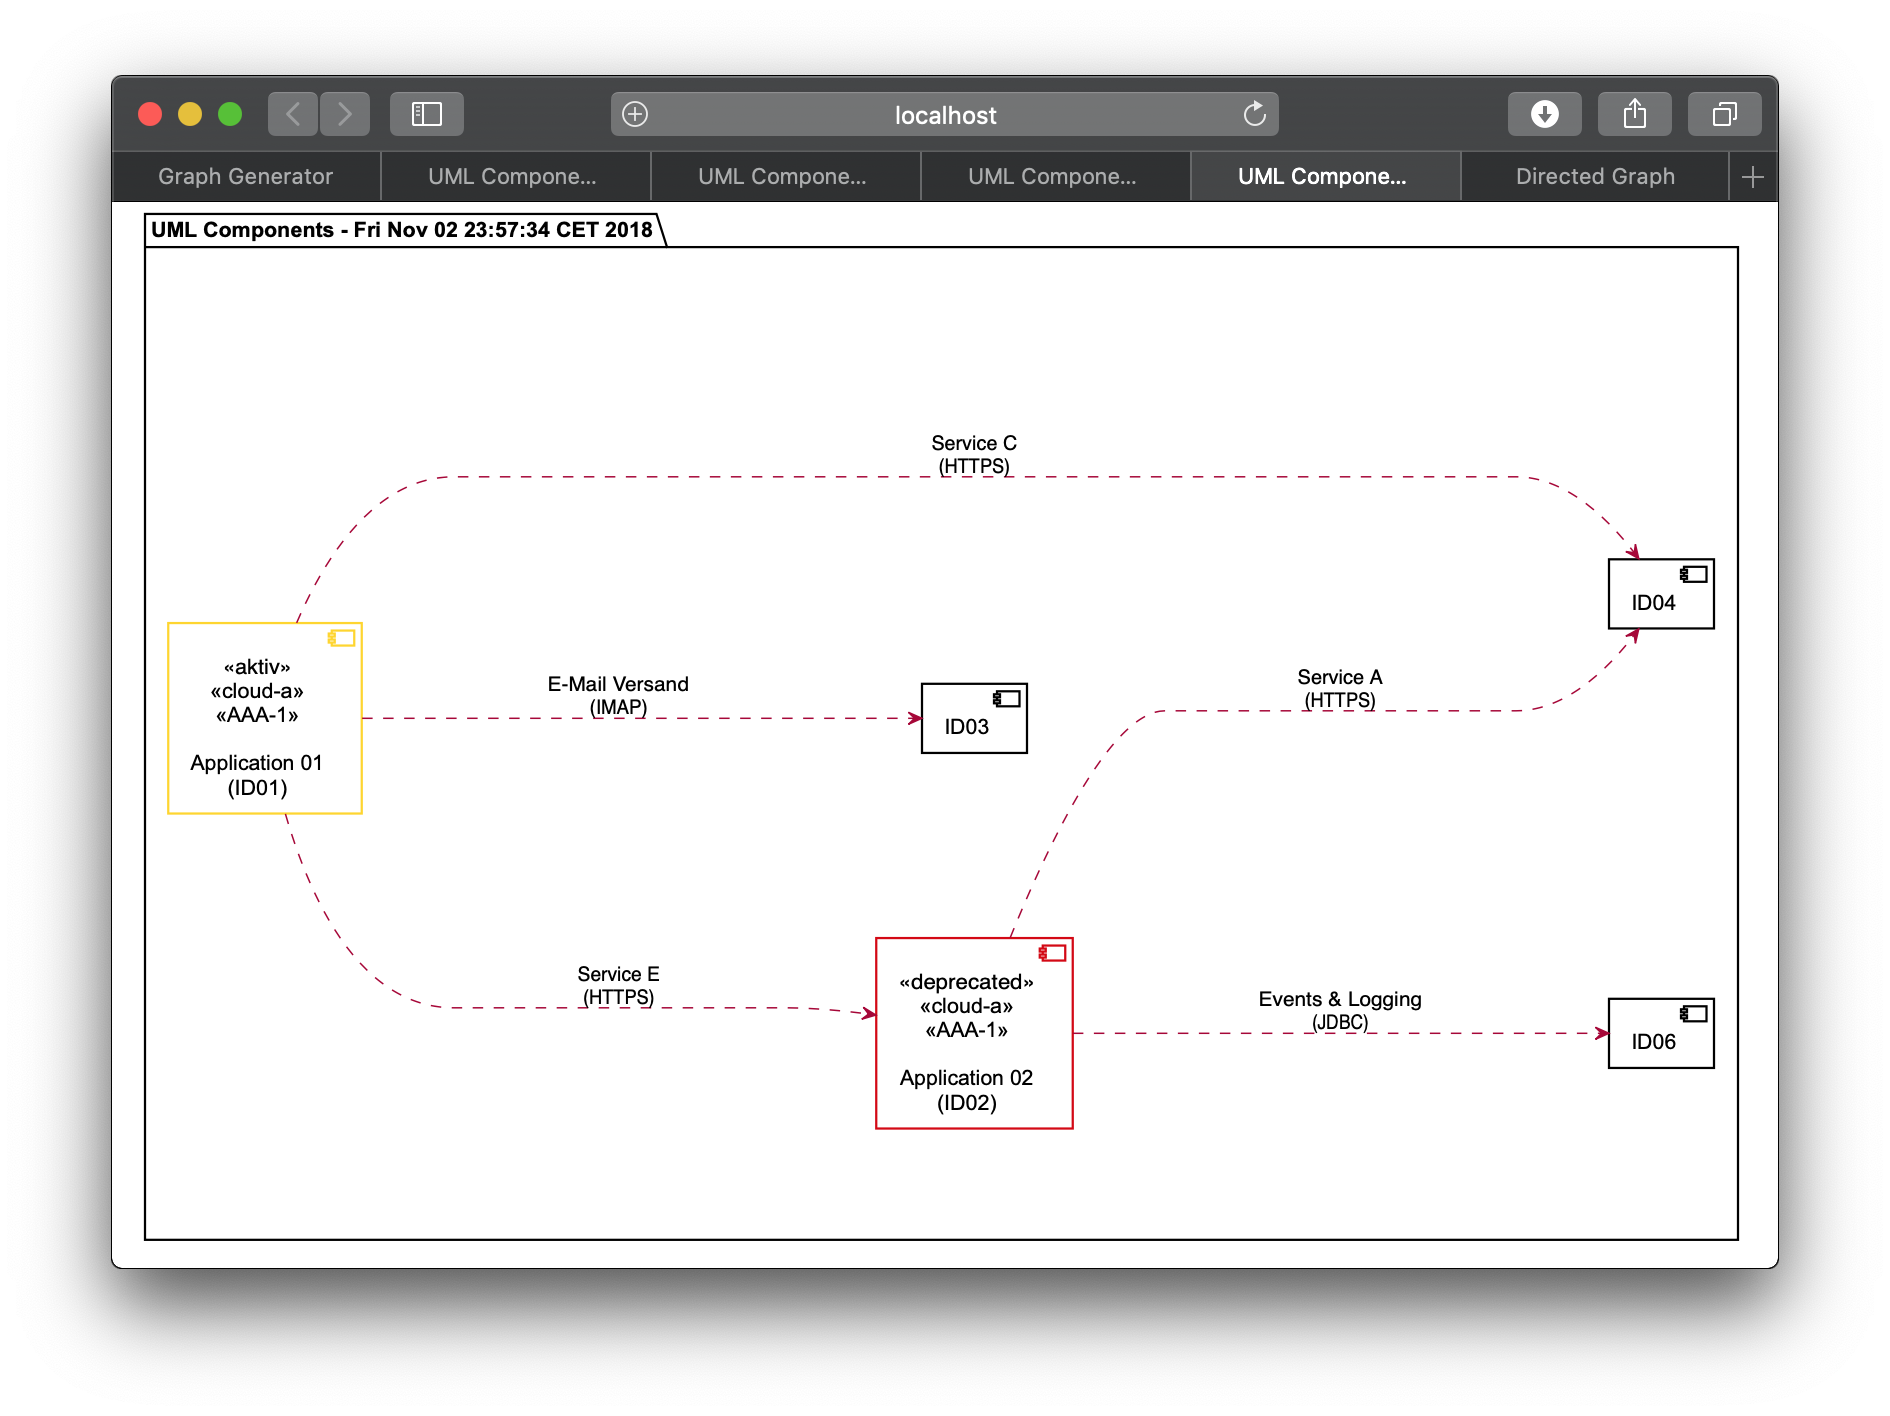 localhost
Graph Generator
UML Compone...
UML Compone...
UML Compone...
UML Compone...
Directed Graph
UML Components - Fri Nov 02 23:57:34 CET 2018
Service C
(HTTPS)
ID04
«aktiv»
«cloud-a»
«AAA-1»
Application 01
(ID01)
E-Mail Versand
(IMAP)
ID03
Service A
(HTTPS)
Service E
(HTTPS)
«deprecated»
«cloud-a»
«AAA-1»
Application 02
(ID02)
Events & Logging
(JDBC)
ID06